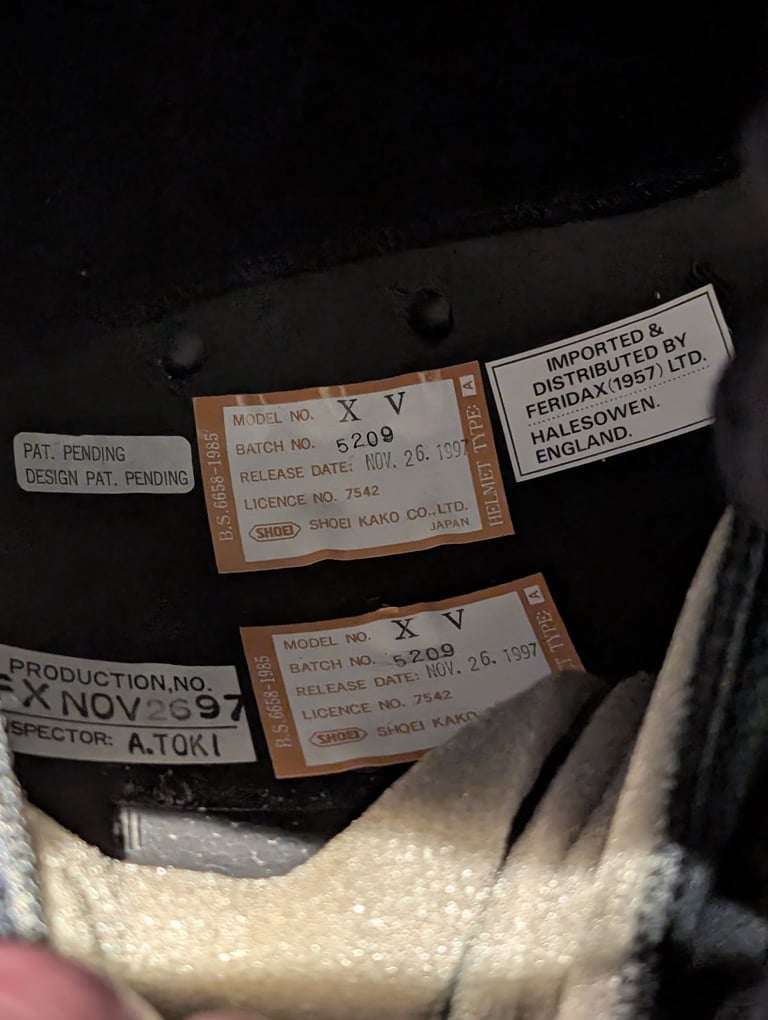 IMPORTED &
DISTRIBUTED BY
FERIDAX(1957) LTD.
HALESOWEN.
ENGLAND.
PAT. PENDING
DESIGN PAT. PENDING
B.S.6658-1985
MODEL NO. X V
BATCH NO. 5209
RELEASE DATE: NOV. 26. 1997
LICENCE NO. 7542
SHOEI SHOEI KAKO CO.,LTD.
JAPAN
HELMET TYPE: A
B.S.6658-1985
MODEL NO. X V
BATCH NO. 5209
RELEASE DATE: NOV. 26. 1997
LICENCE NO. 7542
SHOEI SHOEI KAKO
T TYPE: A
PRODUCTION,NO.
X NOV 26 97
SPECTOR: A.TOKI